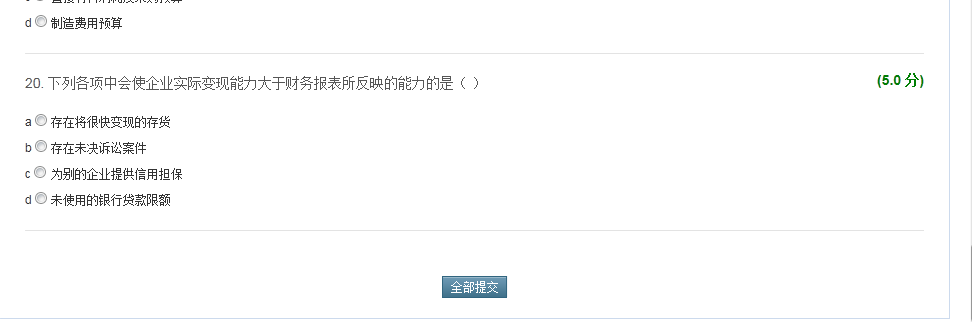 d 制造费用预算
20. 下列各项中会使企业实际变现能力大于财务报表所反映的能力的是（ ） (5.0 分)
a 存在将很快变现的存货
b 存在未决诉讼案件
c 为别的企业提供信用担保
d 未使用的银行贷款限额
全部提交